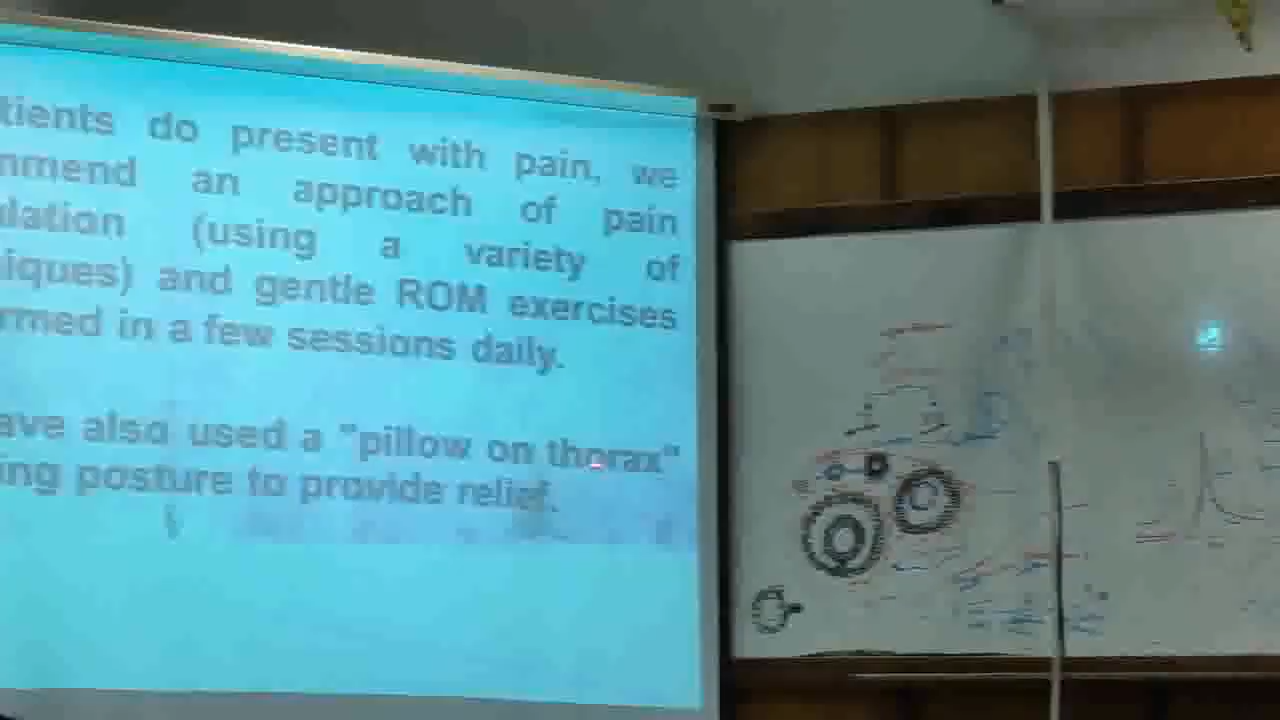 tients do present with pain, we
mmend an approach of pain
lation (using a variety of
iques) and gentle ROM exercises
rmed in a few sessions daily.
ave also used a "pillow on thorax"
ing posture to provide relief.